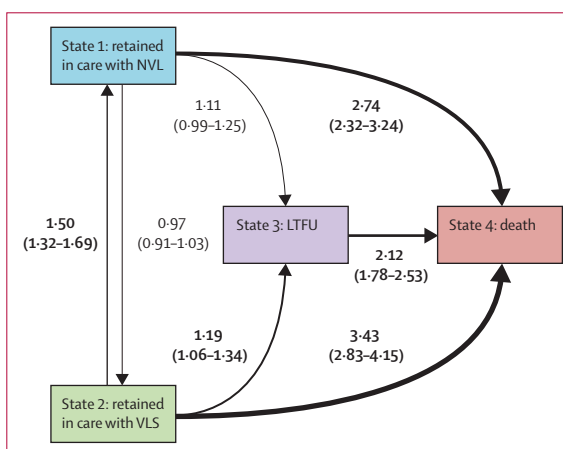 State 1: retained
in care with NVL
1·11
(0·99–1·25)
2·74
(2·32–3·24)
1·50
(1·32–1·69)
0·97
(0·91–1·03)
State 3: LTFU
State 4: death
2·12
(1·78–2·53)
1·19
(1·06–1·34)
3·43
(2·83–4·15)
State 2: retained
in care with VLS